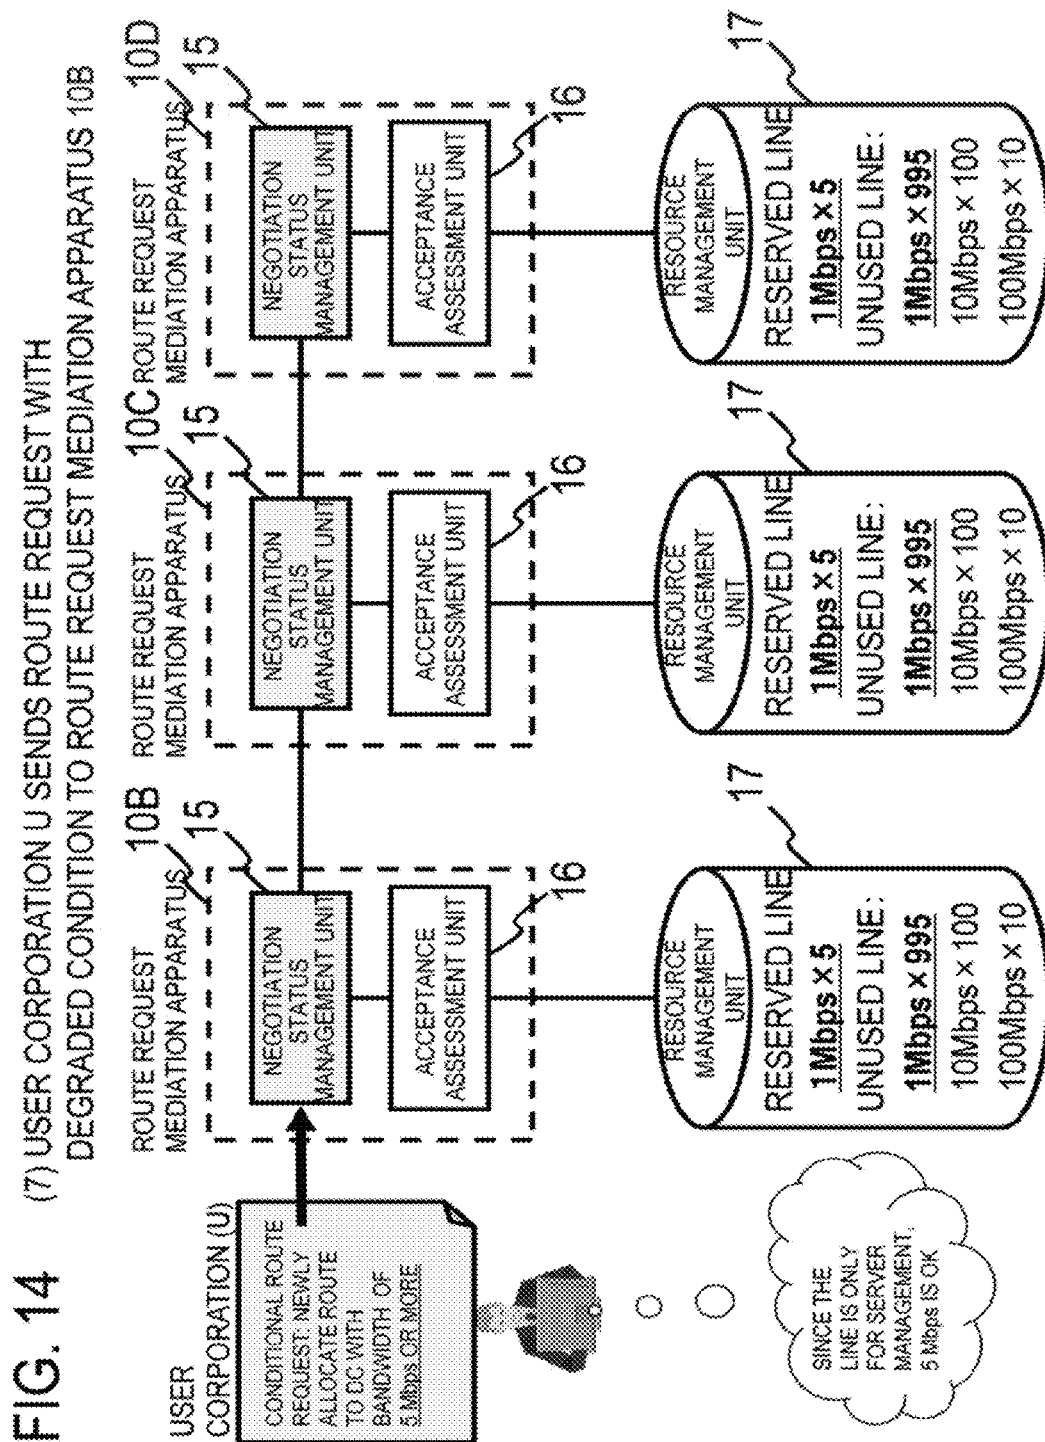 FIG. 14
(7) USER CORPORATION U SENDS ROUTE REQUEST WITH
DEGRADED CONDITION TO ROUTE REQUEST MEDIATION APPARATUS 10B
USER
CORPORATION (U)
CONDITIONAL ROUTE
REQUEST: NEWLY
ALLOCATE ROUTE
TO DC WITH
BANDWIDTH OF
5 Mbps OR MORE
SINCE THE
LINE IS ONLY
FOR SERVER
MANAGEMENT,
5 Mbps IS OK
ROUTE REQUEST
MEDIATION APPARATUS
10B
15
NEGOTIATION
STATUS
MANAGEMENT UNIT
ACCEPTANCE
ASSESSMENT UNIT
16
17
RESOURCE
MANAGEMENT
UNIT
RESERVED LINE
1Mbps×5
UNUSED LINE:
1Mbps×995
10Mbps×100
100Mbps×10
ROUTE REQUEST
MEDIATION APPARATUS
10C
15
NEGOTIATION
STATUS
MANAGEMENT UNIT
ACCEPTANCE
ASSESSMENT UNIT
16
17
RESOURCE
MANAGEMENT
UNIT
RESERVED LINE
1Mbps×5
UNUSED LINE:
1Mbps×995
10Mbps×100
100Mbps×10
ROUTE REQUEST
MEDIATION APPARATUS
10D
15
NEGOTIATION
STATUS
MANAGEMENT UNIT
ACCEPTANCE
ASSESSMENT UNIT
16
17
RESOURCE
MANAGEMENT
UNIT
RESERVED LINE
1Mbps×5
UNUSED LINE:
1Mbps×995
10Mbps×100
100Mbps×10